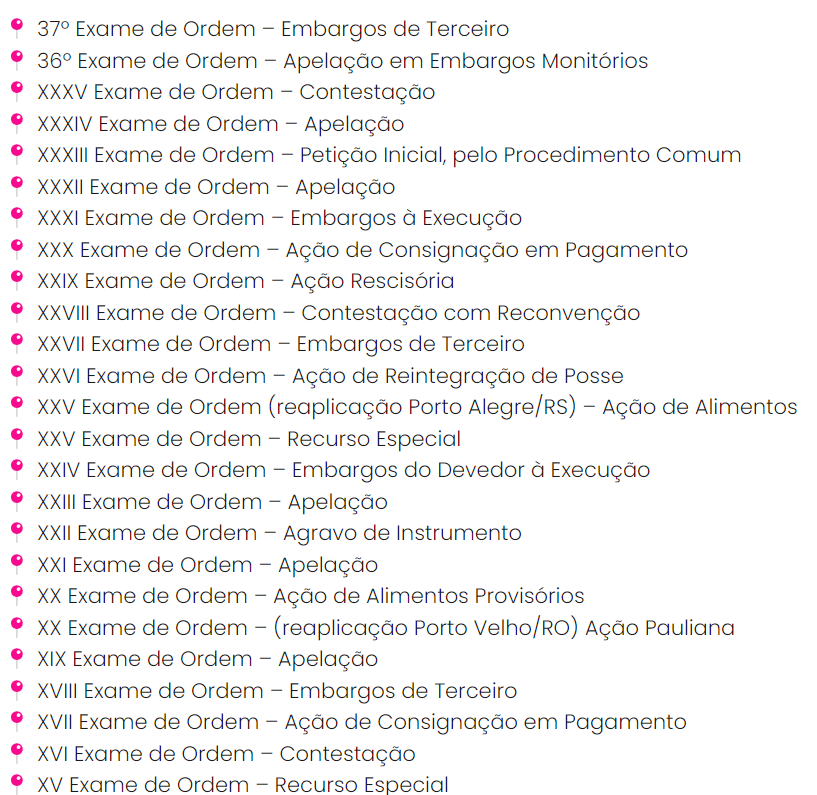 37º Exame de Ordem – Embargos de Terceiro
36º Exame de Ordem – Apelação em Embargos Monitórios
XXXV Exame de Ordem – Contestação
XXXIV Exame de Ordem – Apelação
XXXIII Exame de Ordem – Petição Inicial, pelo Procedimento Comum
XXXII Exame de Ordem – Apelação
XXXI Exame de Ordem – Embargos à Execução
XXX Exame de Ordem – Ação de Consignação em Pagamento
XXIX Exame de Ordem – Ação Rescisória
XXVIII Exame de Ordem – Contestação com Reconvenção
XXVII Exame de Ordem – Embargos de Terceiro
XXVI Exame de Ordem – Ação de Reintegração de Posse
XXV Exame de Ordem (reaplicação Porto Alegre/RS) – Ação de Alimentos
XXV Exame de Ordem – Recurso Especial
XXIV Exame de Ordem – Embargos do Devedor à Execução
XXIII Exame de Ordem – Apelação
XXII Exame de Ordem – Agravo de Instrumento
XXI Exame de Ordem – Apelação
XX Exame de Ordem – Ação de Alimentos Provisórios
XX Exame de Ordem – (reaplicação Porto Velho/RO) Ação Pauliana
XIX Exame de Ordem – Apelação
XVIII Exame de Ordem – Embargos de Terceiro
XVII Exame de Ordem – Ação de Consignação em Pagamento
XVI Exame de Ordem – Contestação
XV Exame de Ordem – Recurso Especial